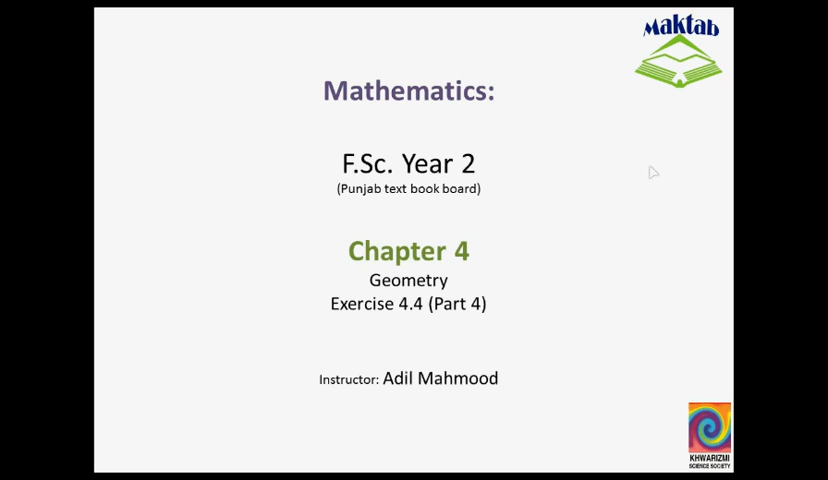 Maktab
Mathematics:
F.Sc. Year 2
(Punjab text book board)
Chapter 4
Geometry
Exercise 4.4 (Part 4)
Instructor: Adil Mahmood
KHWARIZMI
SCIENCE SOCIETY